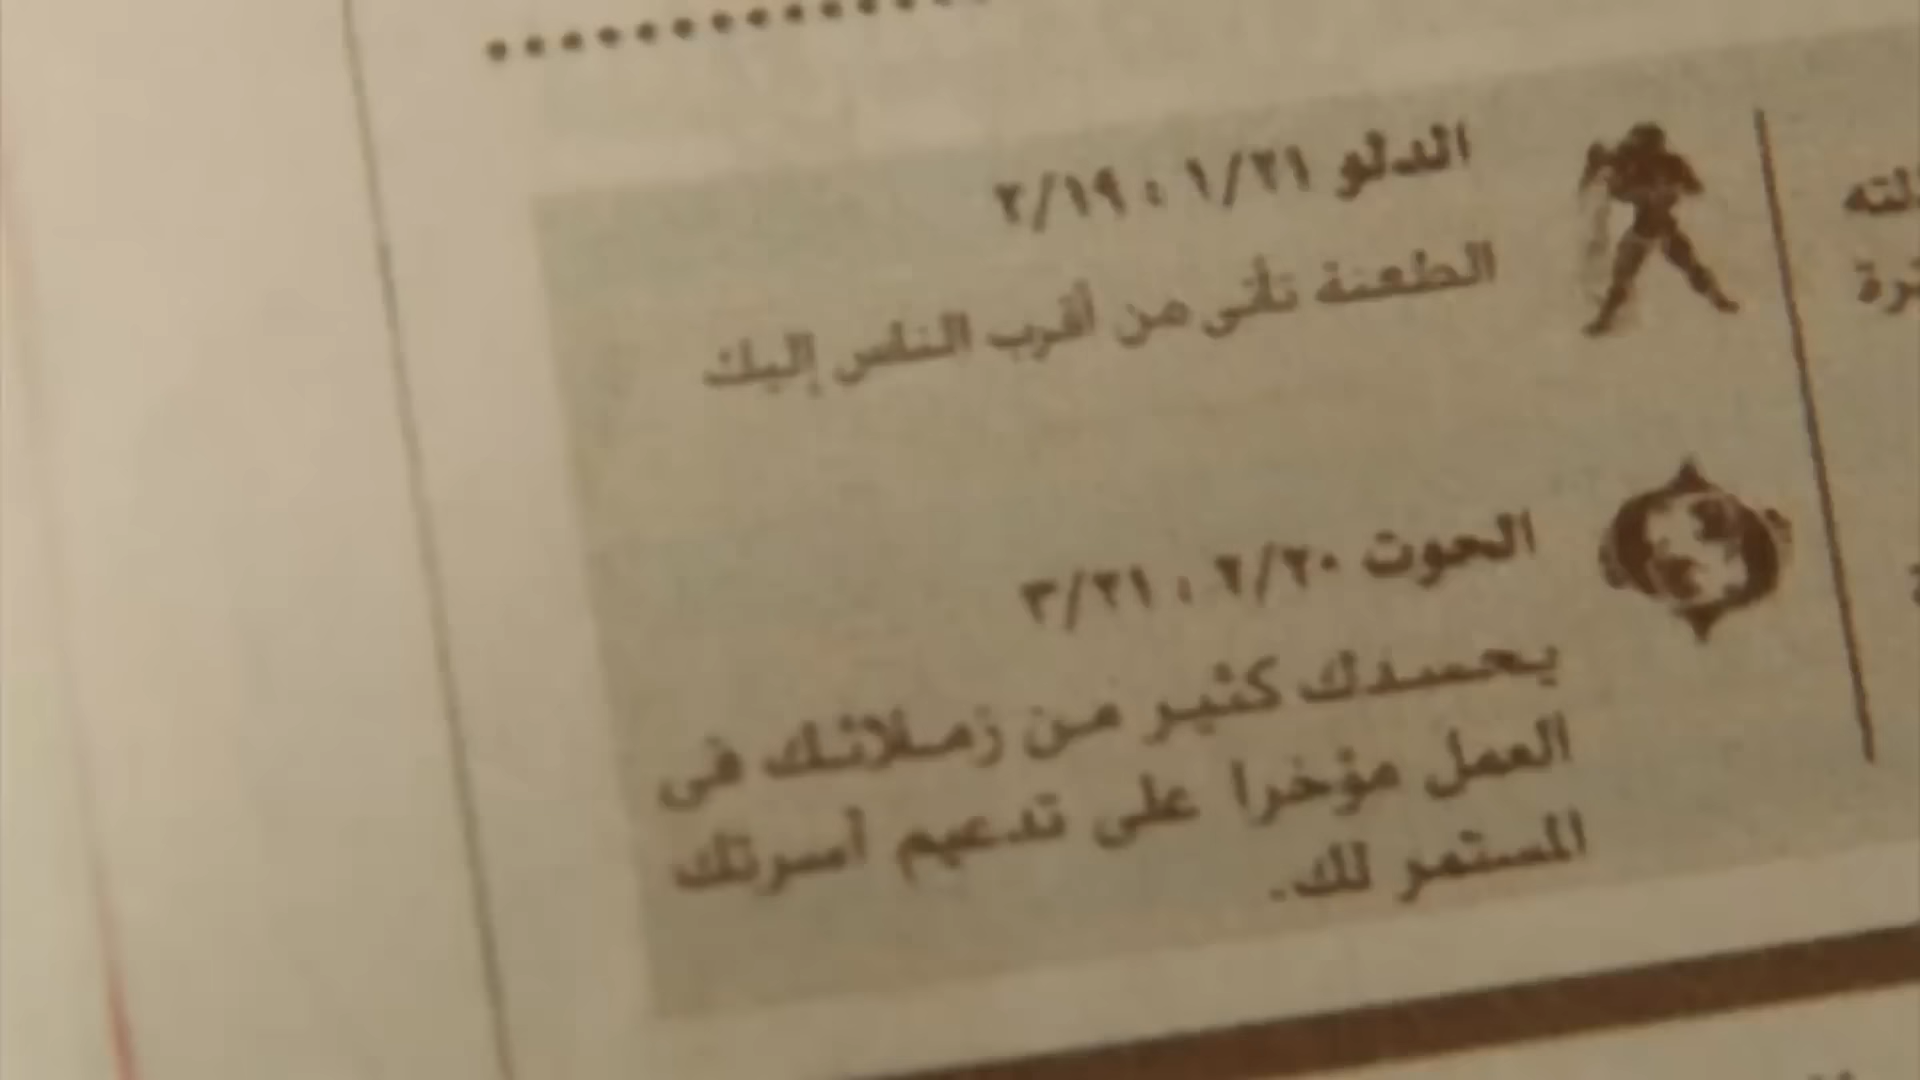 الدلو ١/٢١ : ٢/١٩
الطعنة تأتى من أقرب الناس إليك
الحوت ٢/٢٠ : ٣/٢١
يحسدك كثير من زملائك فى
العمل مؤخرا على تدعيم أسرتك
المستمر لك.